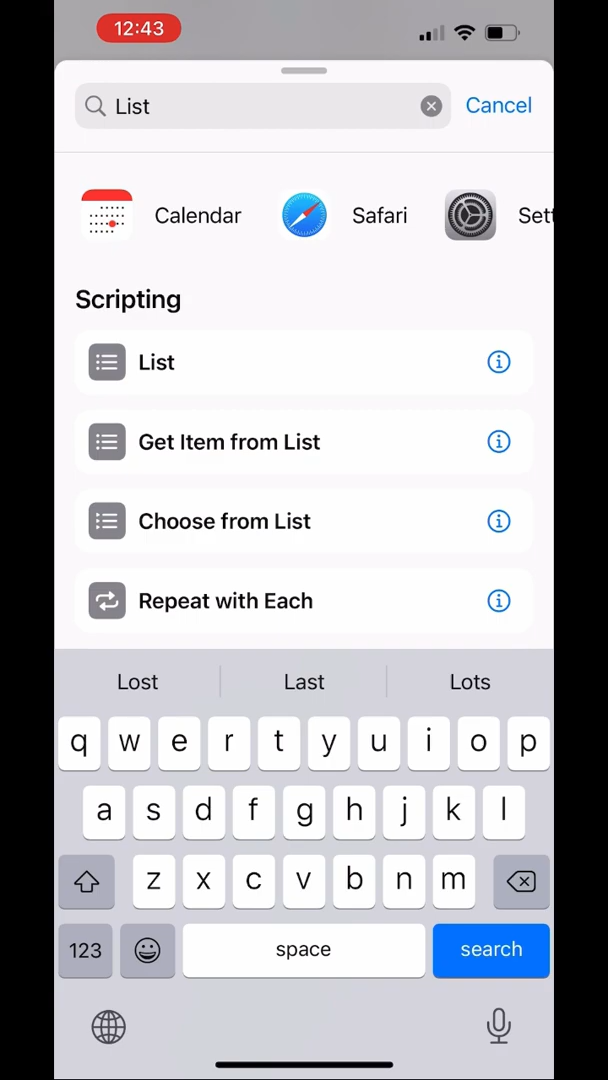 12:43
List
Cancel
Calendar
Safari
Sett
Scripting
List
Get Item from List
Choose from List
Repeat with Each
Lost
Last
Lots
q w e r t y u i o p
a s d f g h j k l
z x c v b n m
123
space
search